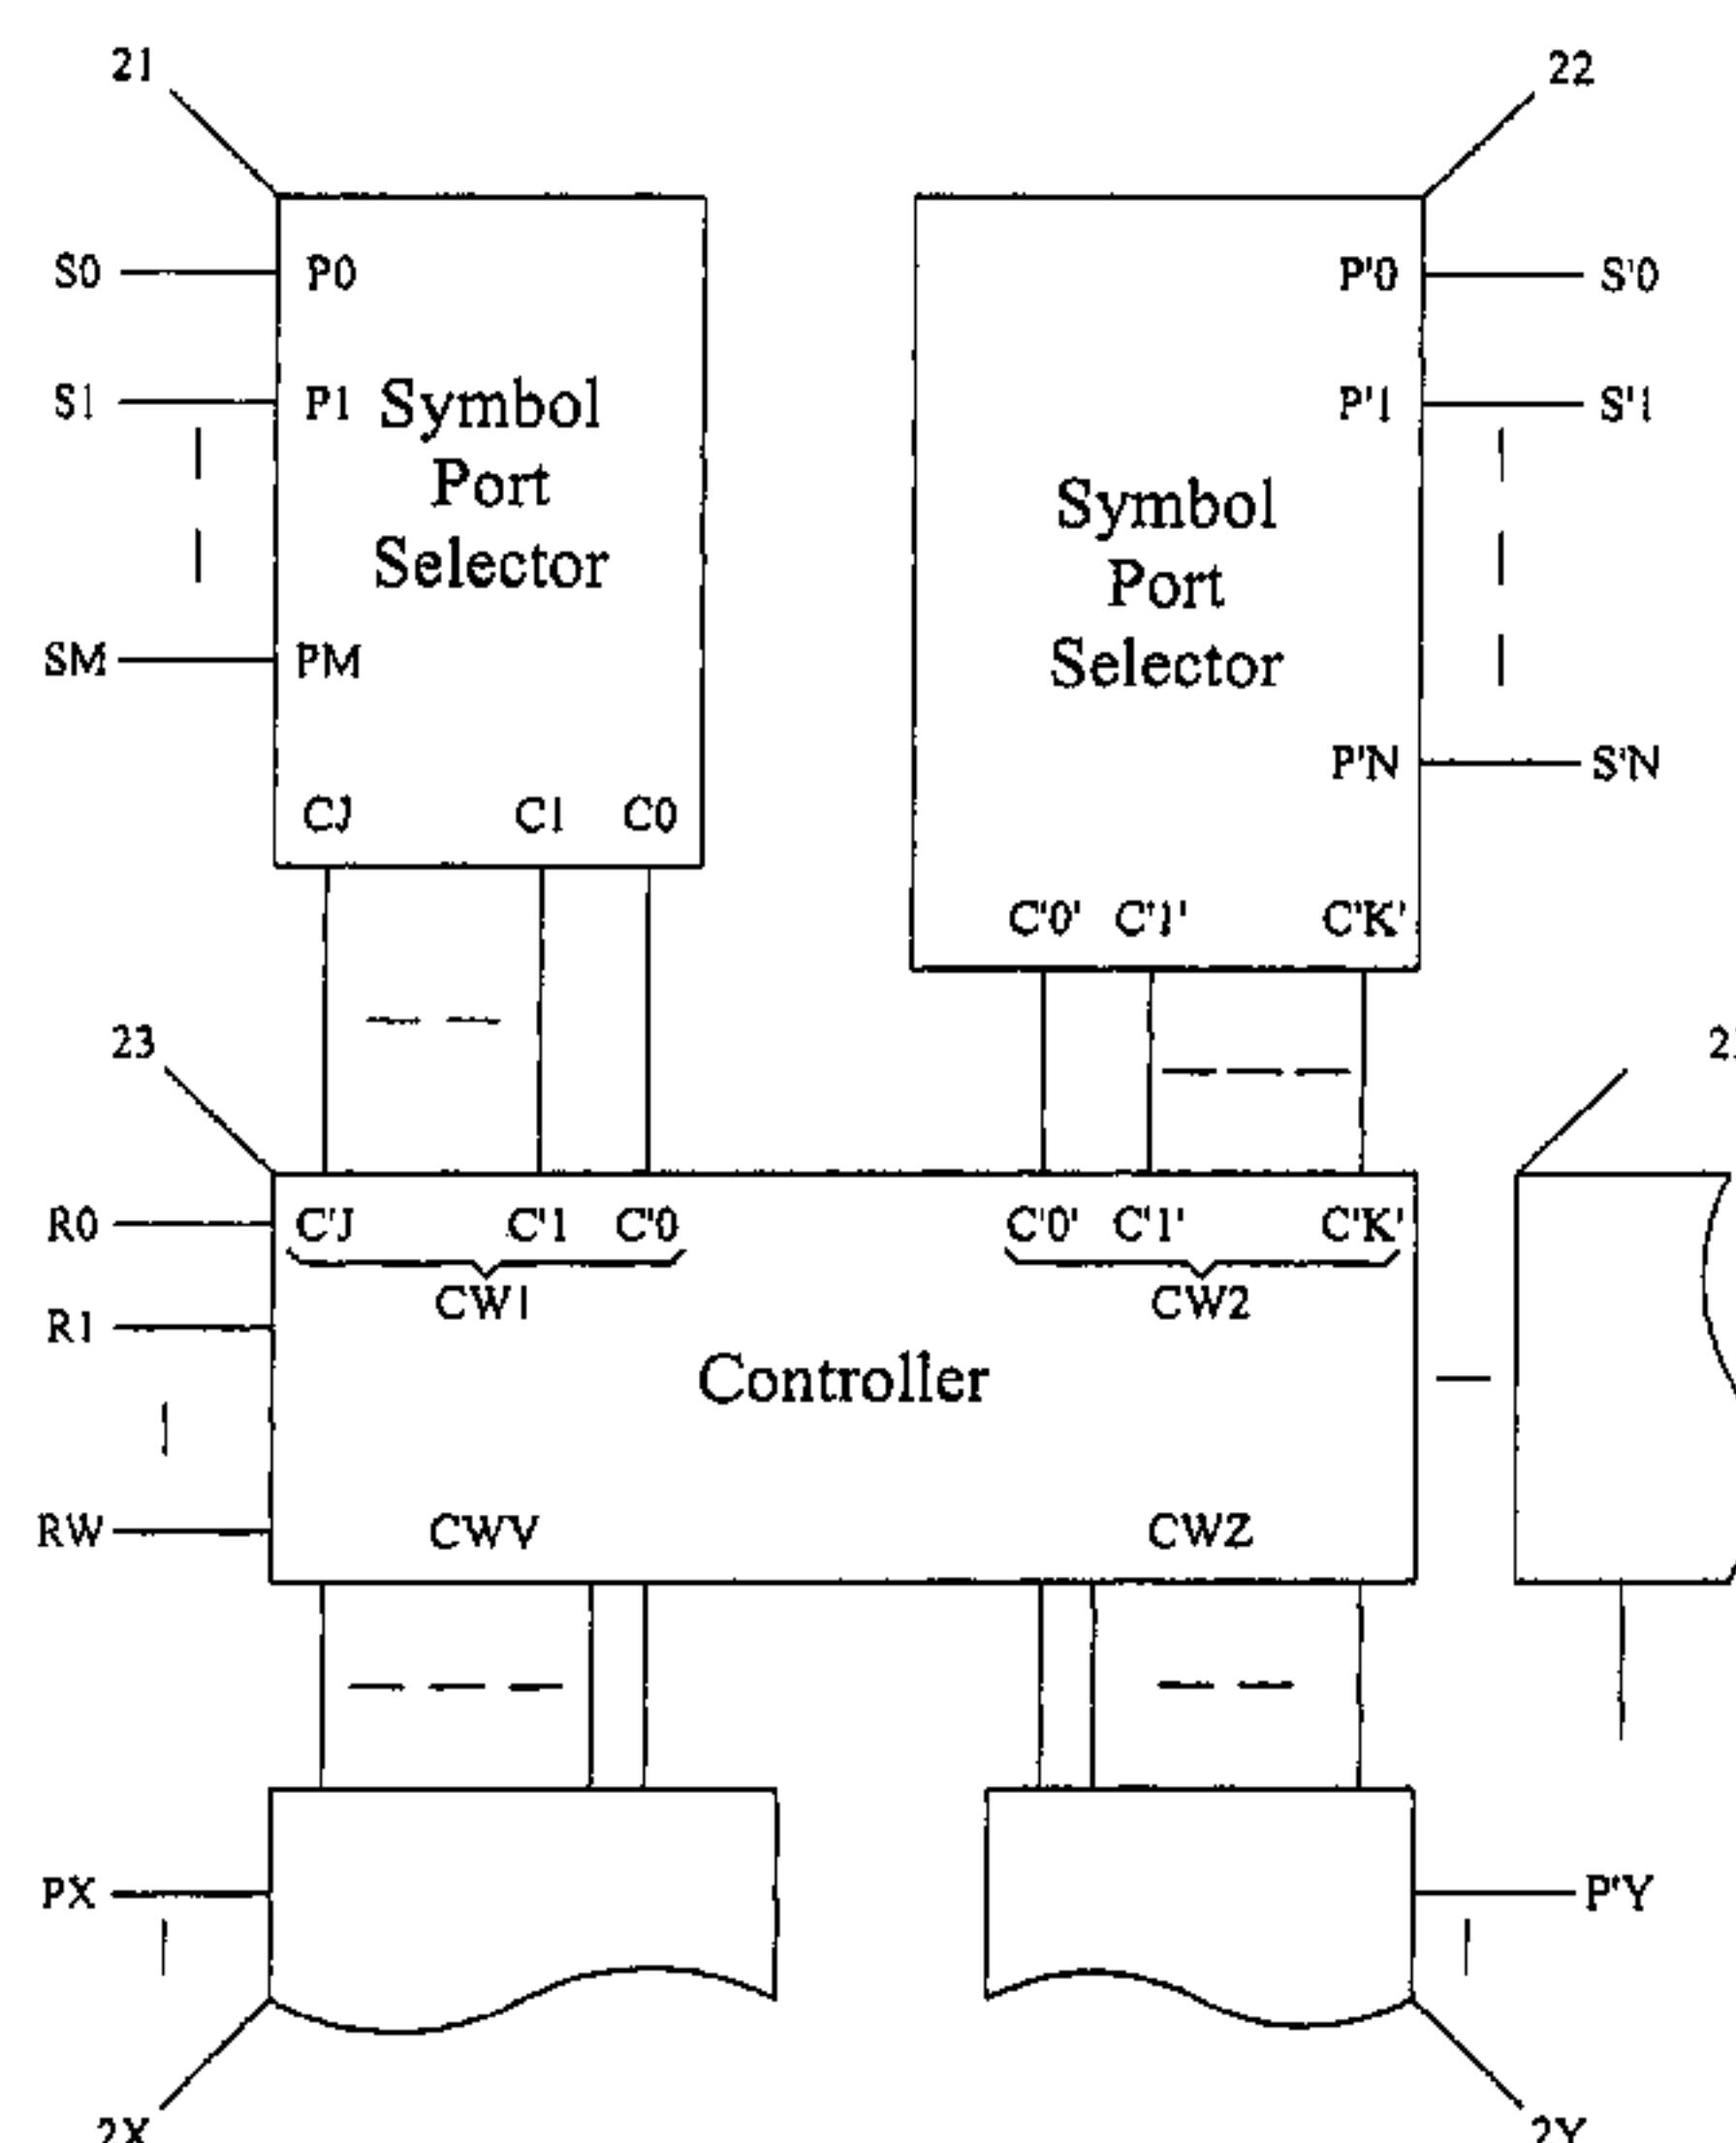 21
22
S0 P0
P'0 S'0
S1 P1
P'1 S'1
Symbol
Port
Selector
Symbol
Port
Selector
SM PM
P'N S'N
CJ C1 C0
C'0' C'1' C'K'
23
R0 C'J C'1 C'0 C'0' C'1' C'K'
CW1 CW2
R1
Controller
RW CWV CWZ
PX P'Y
2X 2Y